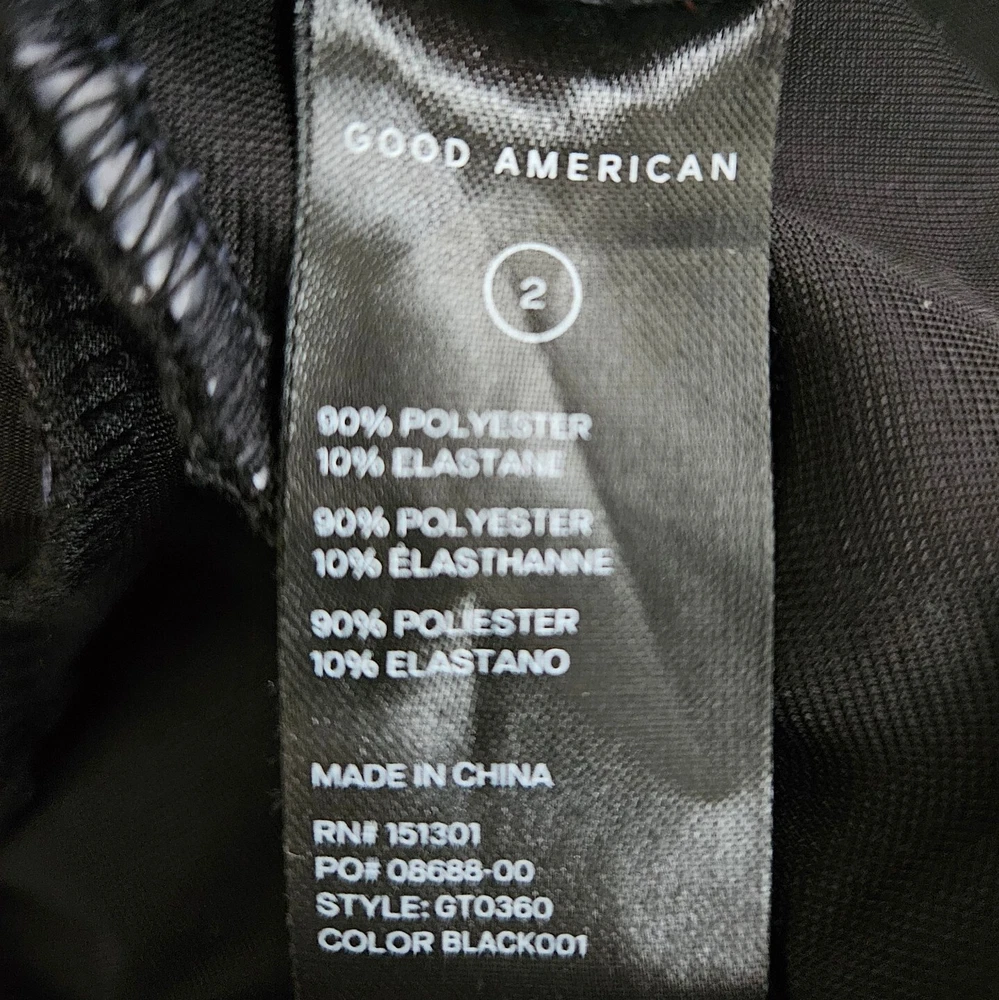 GOOD AMERICAN
2
90% POLYESTER
10% ELASTANE
90% POLYESTER
10% ÉLASTHANNE
90% POLIESTER
10% ELASTANO
MADE IN CHINA
RN# 151301
PO# 08688-00
STYLE: GT0360
COLOR BLACK001